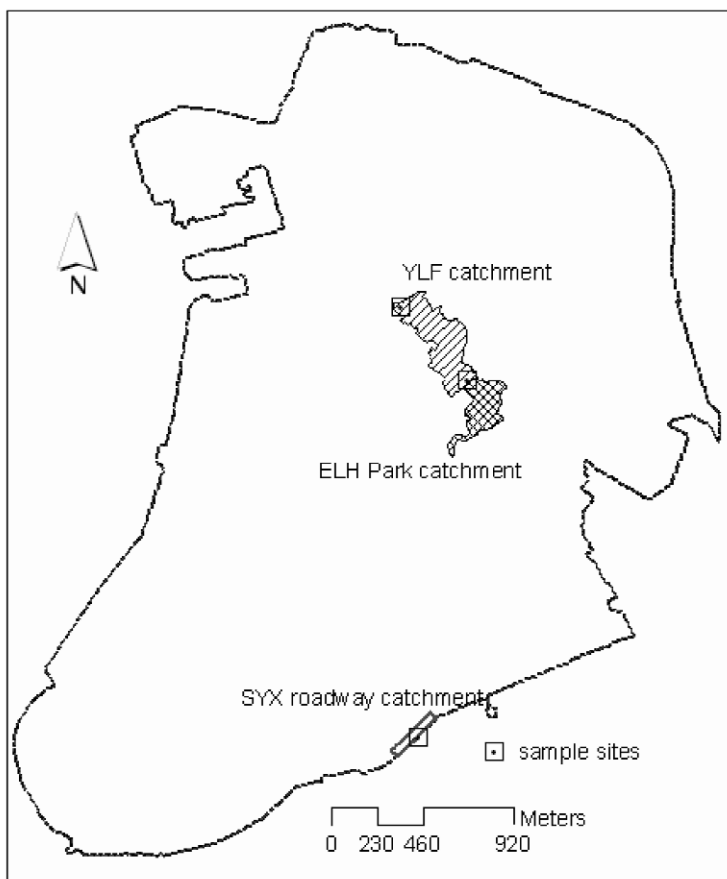 N
YLF catchment
ELH Park catchment
SYX roadway catchment
sample sites
Meters
0 230 460 920